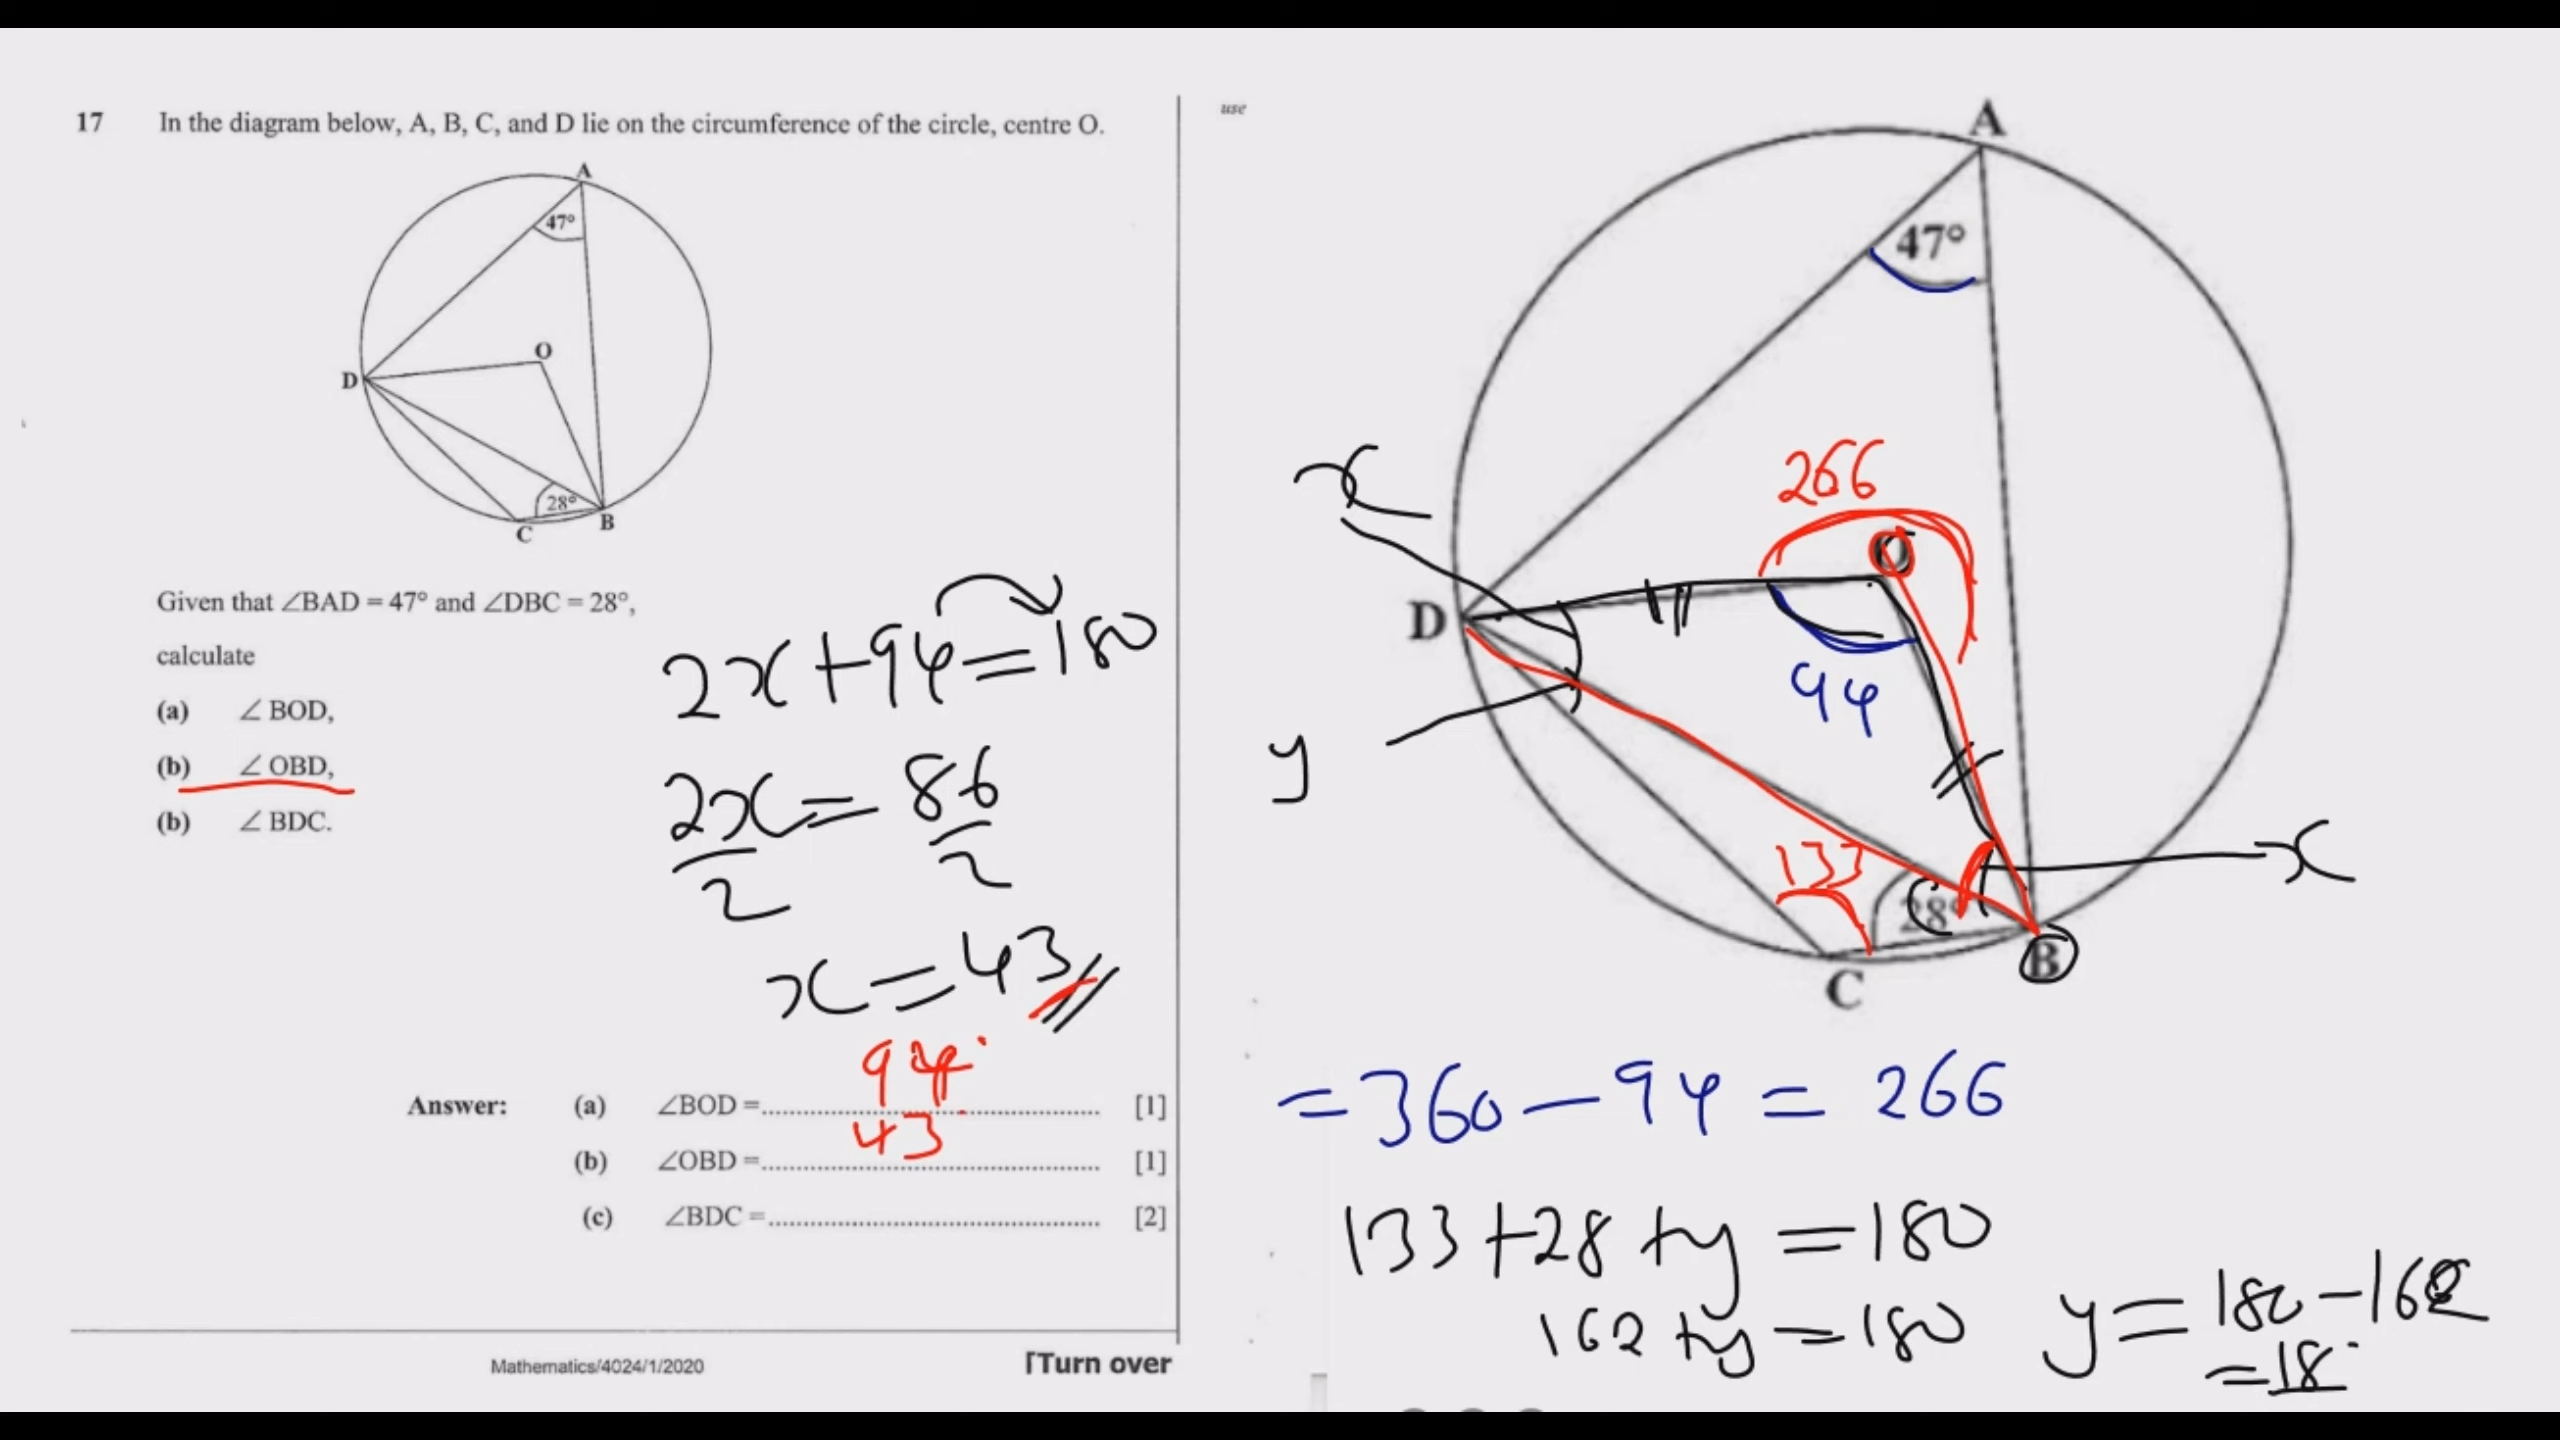 17 In the diagram below, A, B, C, and D lie on the circumference of the circle, centre O.
A
47°
O
D
28°
C
B
Given that ∠BAD = 47° and ∠DBC = 28°,
calculate
(a) ∠ BOD,
(b) ∠ OBD,
(b) ∠ BDC.
2x+94=180
2x = 86
2 2
x=43
94°
Answer: (a) ∠BOD = [1]
43°
(b) ∠OBD = [1]
(c) ∠BDC = [2]
Mathematics/4024/1/2020 [Turn over
use
A
47°
x
266
O
D
94
y
133
28°
x
B
C
=360-94=266
133+28+y=180
162+y=180
y=180-162
=18°